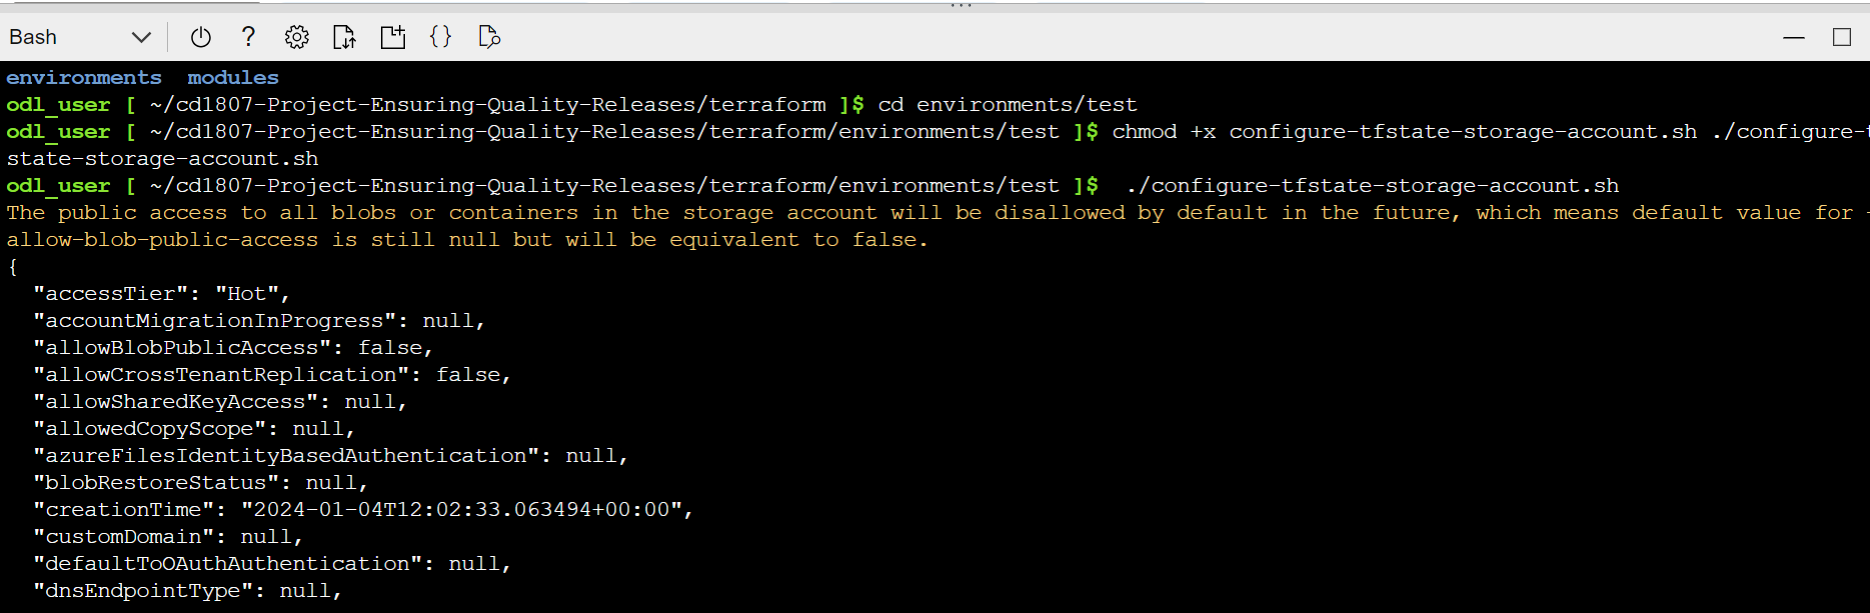 Bash
environments  modules
odl_user [ ~/cd1807-Project-Ensuring-Quality-Releases/terraform ]$ cd environments/test
odl_user [ ~/cd1807-Project-Ensuring-Quality-Releases/terraform/environments/test ]$ chmod +x configure-tfstate-storage-account.sh ./configure-t
state-storage-account.sh
odl_user [ ~/cd1807-Project-Ensuring-Quality-Releases/terraform/environments/test ]$  ./configure-tfstate-storage-account.sh
The public access to all blobs or containers in the storage account will be disallowed by default in the future, which means default value for -
allow-blob-public-access is still null but will be equivalent to false.
{
  "accessTier": "Hot",
  "accountMigrationInProgress": null,
  "allowBlobPublicAccess": false,
  "allowCrossTenantReplication": false,
  "allowSharedKeyAccess": null,
  "allowedCopyScope": null,
  "azureFilesIdentityBasedAuthentication": null,
  "blobRestoreStatus": null,
  "creationTime": "2024-01-04T12:02:33.063494+00:00",
  "customDomain": null,
  "defaultToOAuthAuthentication": null,
  "dnsEndpointType": null,